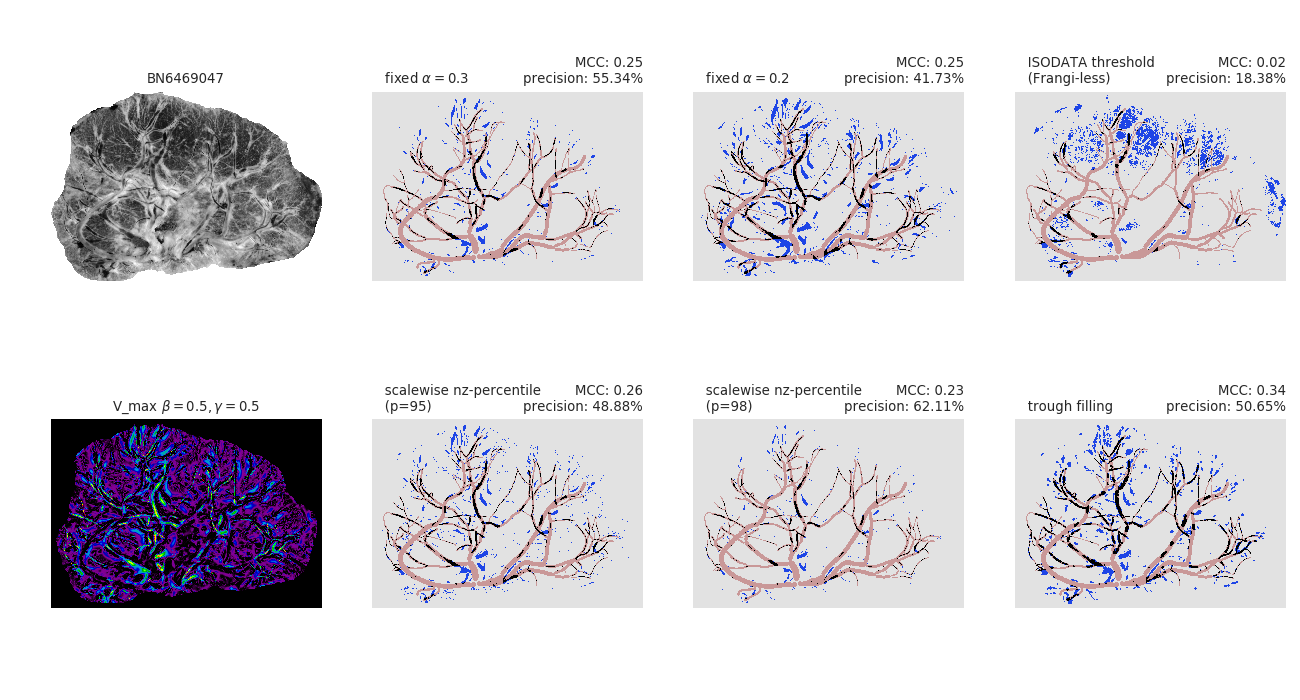 BN6469047
fixed α = 0.3
MCC: 0.25
precision: 55.34%
fixed α = 0.2
MCC: 0.25
precision: 41.73%
ISODATA threshold
(Frangi-less)
MCC: 0.02
precision: 18.38%
V_max β = 0.5, γ = 0.5
scalewise nz-percentile
(p=95)
MCC: 0.26
precision: 48.88%
scalewise nz-percentile
(p=98)
MCC: 0.23
precision: 62.11%
trough filling
MCC: 0.34
precision: 50.65%